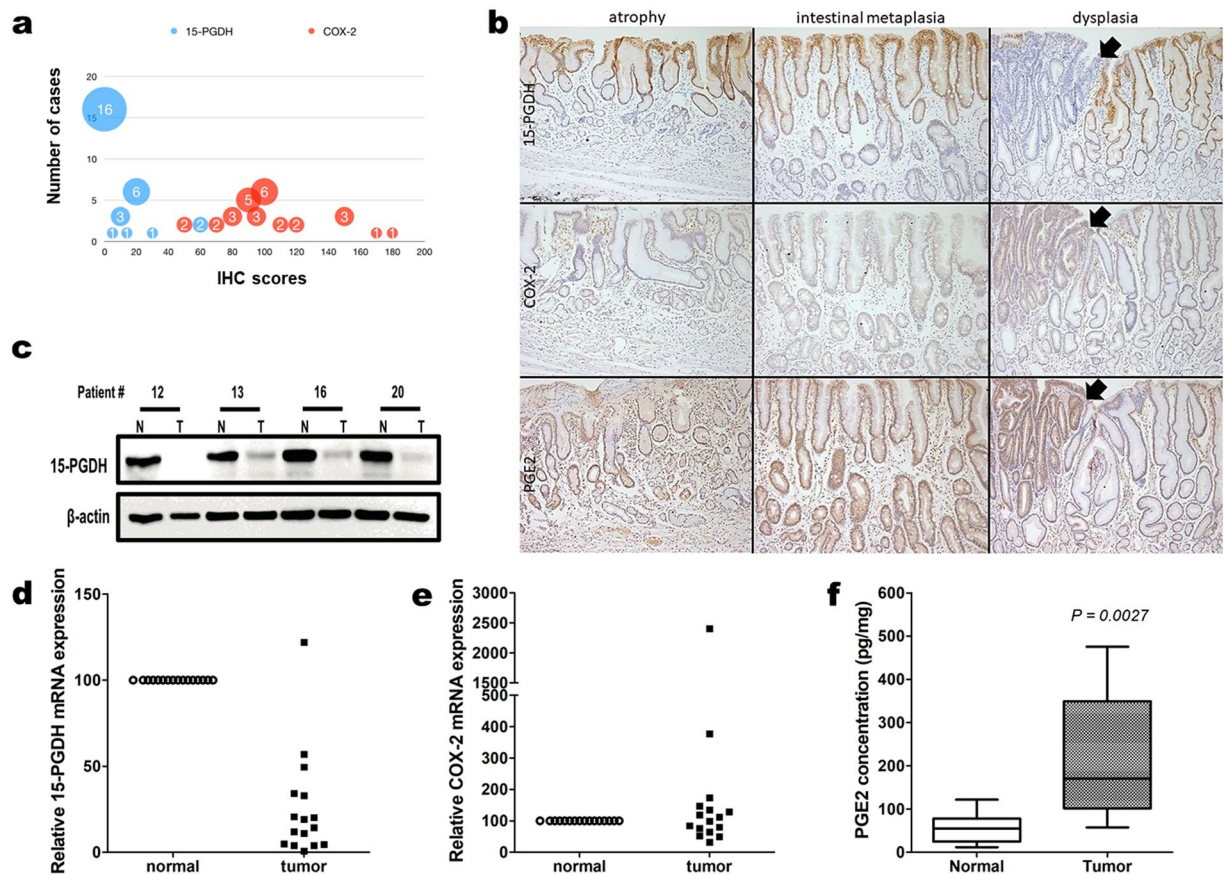 a
15-PGDH COX-2
Number of cases
20
15
10
5
0
16
6
3
1 1 1
2
2 2 3 5 3 6 2 2 3 1 1
0 20 40 60 80 100 120 140 160 180 200
IHC scores
b
atrophy intestinal metaplasia dysplasia
15-PGDH
COX-2
PGE2
c
Patient # 12 13 16 20
N T N T N T N T
15-PGDH
β-actin
d
Relative 15-PGDH mRNA expression
150
100
50
0
normal tumor
e
Relative COX-2 mRNA expression
3000
2500
2000
1500
1000
500
500
400
300
200
100
0
normal tumor
f
PGE2 concentration (pg/mg)
600
500
400
300
200
100
0
P = 0.0027
Normal Tumor